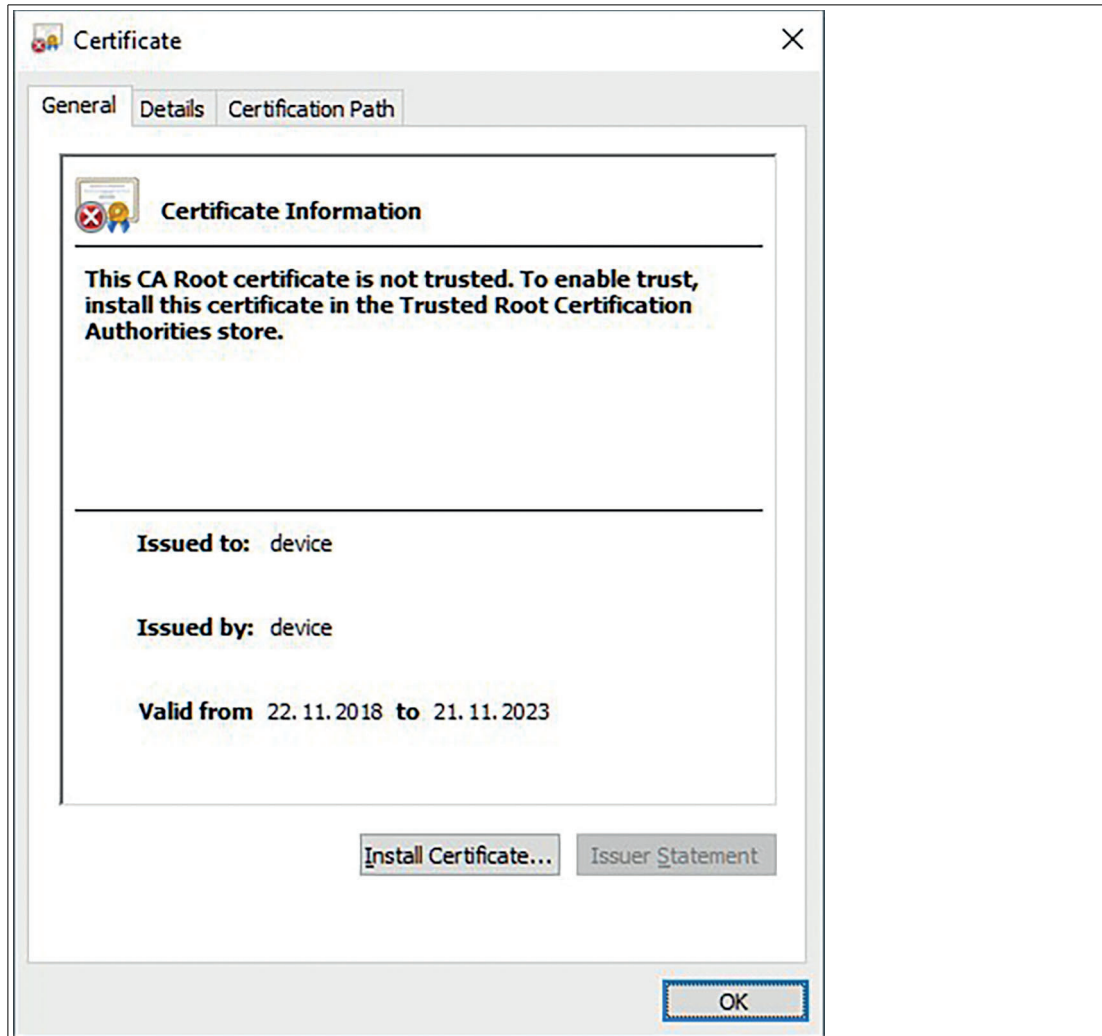 Certificate
General Details Certification Path
Certificate Information
This CA Root certificate is not trusted. To enable trust,
install this certificate in the Trusted Root Certification
Authorities store.
Issued to: device
Issued by: device
Valid from 22.11.2018 to 21.11.2023
Install Certificate... Issuer Statement
OK